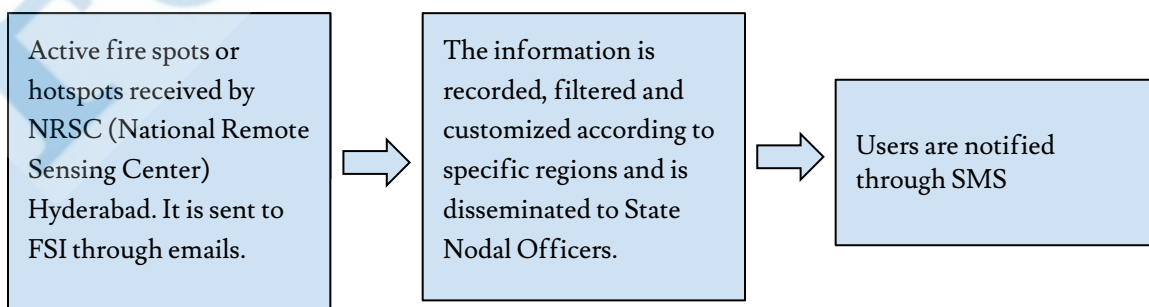 Active fire spots or
hotspots received by
NRSC (National Remote
Sensing Center)
Hyderabad. It is sent to
FSI through emails.
The information is
recorded, filtered and
customized according to
specific regions and is
disseminated to State
Nodal Officers.
Users are notified
through SMS